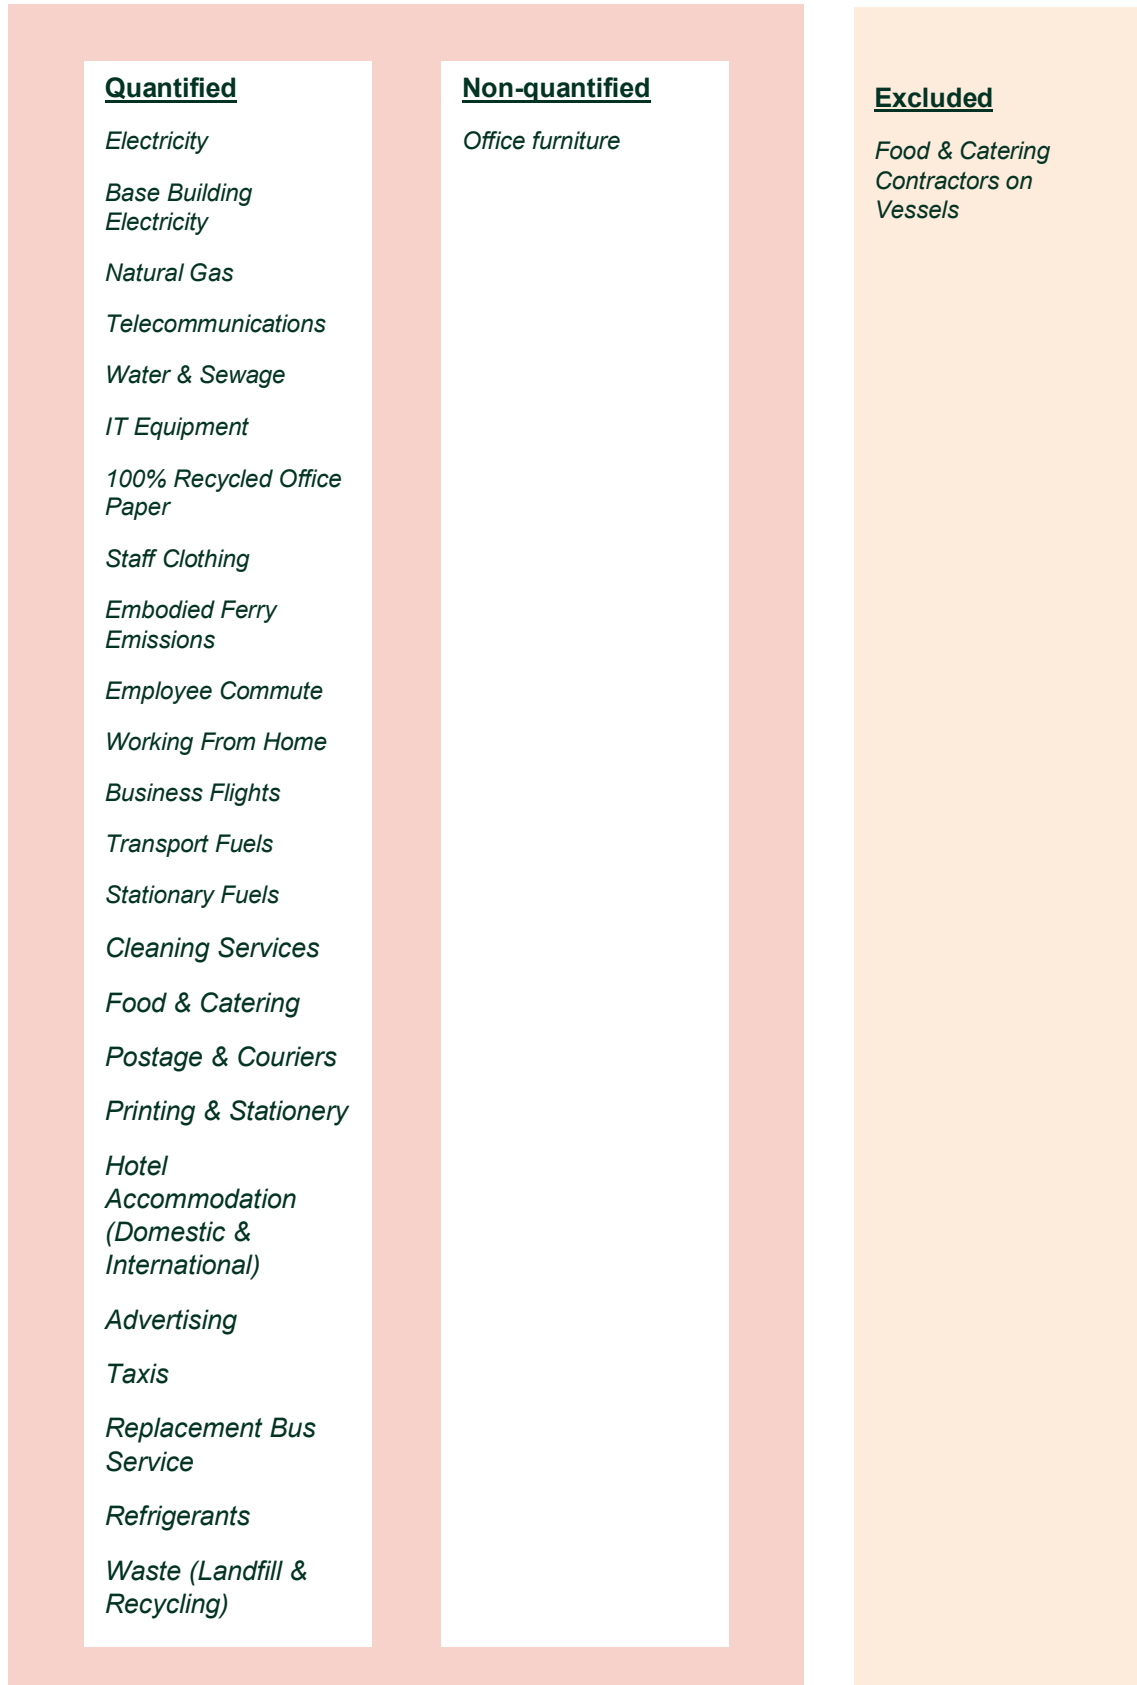 Quantified
Electricity
Base Building
Electricity
Natural Gas
Telecommunications
Water & Sewage
IT Equipment
100% Recycled Office
Paper
Staff Clothing
Embodied Ferry
Emissions
Employee Commute
Working From Home
Business Flights
Transport Fuels
Stationary Fuels
Cleaning Services
Food & Catering
Postage & Couriers
Printing & Stationery
Hotel
Accommodation
(Domestic &
International)
Advertising
Taxis
Replacement Bus
Service
Refrigerants
Waste (Landfill &
Recycling)
Non-quantified
Office furniture
Excluded
Food & Catering
Contractors on
Vessels